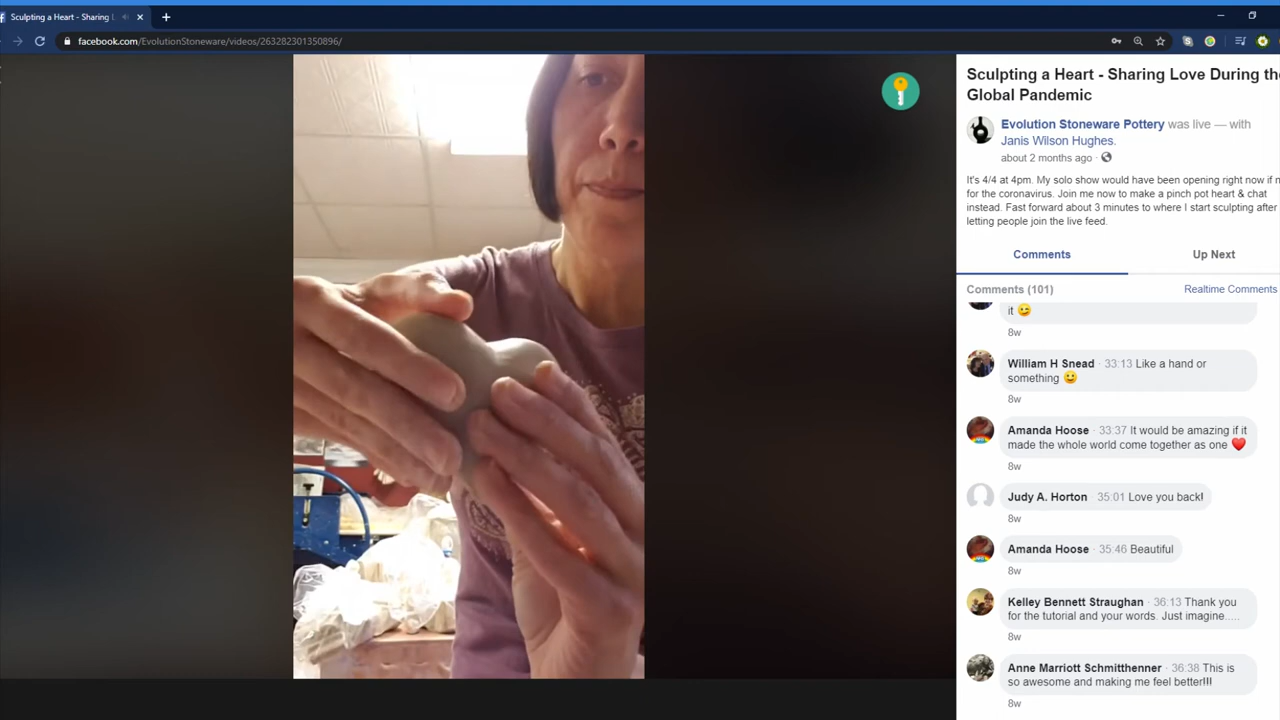 Sculpting a Heart - Sharing L
facebook.com/EvolutionStoneware/videos/263282301350896/
Sculpting a Heart - Sharing Love During the
Global Pandemic
Evolution Stoneware Pottery was live — with
Janis Wilson Hughes.
about 2 months ago ·
It's 4/4 at 4pm. My solo show would have been opening right now if n
for the coronavirus. Join me now to make a pinch pot heart & chat
instead. Fast forward about 3 minutes to where I start sculpting after
letting people join the live feed.
Comments
Up Next
Comments (101)
Realtime Comments
it 😉
8w
William H Snead · 33:13 Like a hand or
something 🙂
8w
Amanda Hoose · 33:37 It would be amazing if it
made the whole world come together as one ❤️
8w
Judy A. Horton · 35:01 Love you back!
8w
Amanda Hoose · 35:46 Beautiful
8w
Kelley Bennett Straughan · 36:13 Thank you
for the tutorial and your words. Just imagine.....
8w
Anne Marriott Schmitthenner · 36:38 This is
so awesome and making me feel better!!!
8w